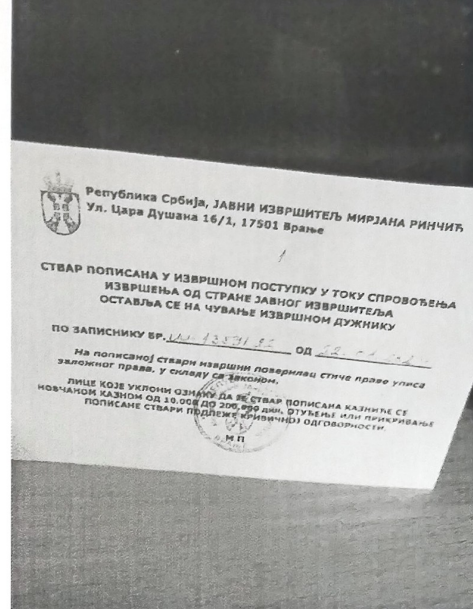 Република Србија, ЈАВНИ ИЗВРШИТЕЉ МИРЈАНА РИНЧИЋ
Ул. Цара Душана 16/1, 17501 Врање
СТВАР ПОПИСАНА У ИЗВРШНОМ ПОСТУПКУ У ТОКУ СПРОВОЂЕЊА
ИЗВРШЕЊА ОД СТРАНЕ ЈАВНОГ ИЗВРШИТЕЉА
ОСТАВЉА СЕ НА ЧУВАЊЕ ИЗВРШНОМ ДУЖНИКУ
ПО ЗАПИСНИКУ БР. ОД
На пописаној ствари извршни поверилац стиче право уписа
заложног права, у складу са законом.
ЛИЦЕ КОЈЕ УКЛОНИ ОЗНАКУ ДА ЈЕ СТВАР ПОПИСАНА КАЗНИЋЕ СЕ
НОВЧАНОМ КАЗНОМ ОД 10.000 ДО 200.000 ДИН. ОТУЂЕЊЕ ИЛИ ПРИКРИВАЊЕ
ПОПИСАНЕ СТВАРИ ПОДЛЕЖЕ КРИВИЧНОЈ ОДГОВОРНОСТИ.
М П